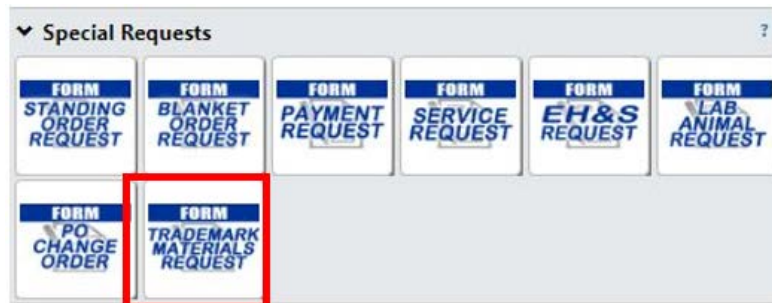 Special Requests
?
FORM
STANDING
ORDER
REQUEST
FORM
BLANKET
ORDER
REQUEST
FORM
PAYMENT
REQUEST
FORM
SERVICE
REQUEST
FORM
EH&S
REQUEST
FORM
LAB
ANIMAL
REQUEST
FORM
PO
CHANGE
ORDER
FORM
TRADEMARK
MATERIALS
REQUEST